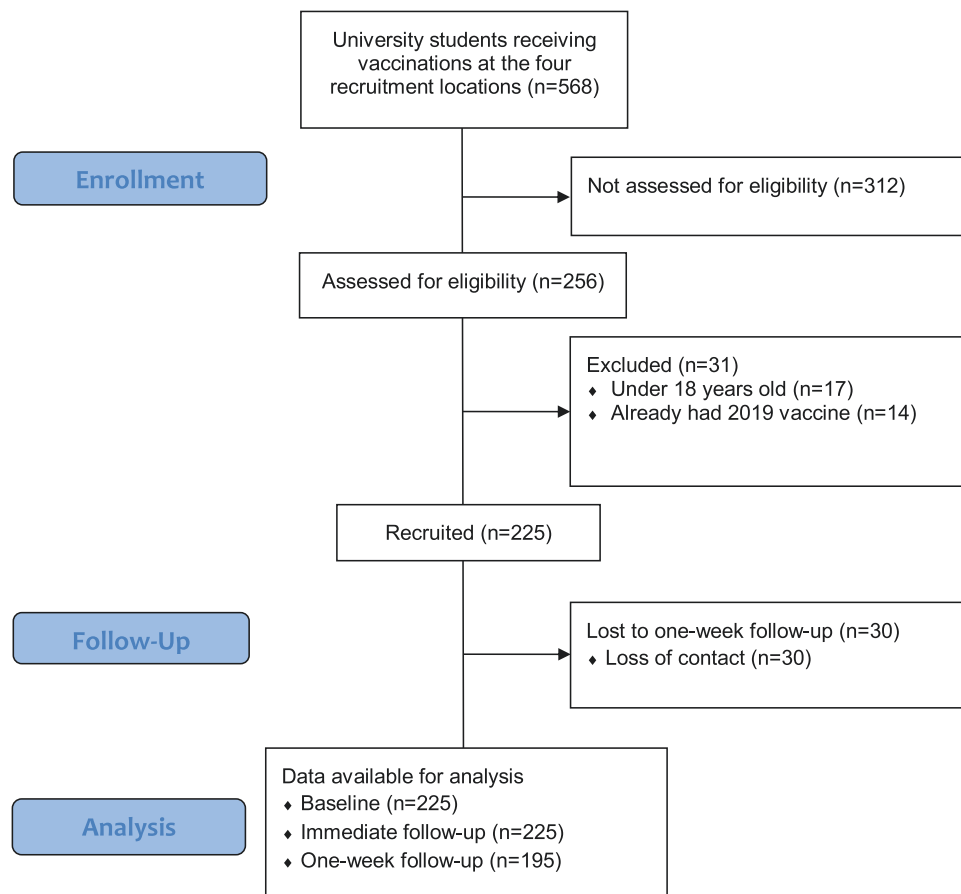 University students receiving
vaccinations at the four
recruitment locations (n=568)
Enrollment
Not assessed for eligibility (n=312)
Assessed for eligibility (n=256)
Excluded (n=31)
♦ Under 18 years old (n=17)
♦ Already had 2019 vaccine (n=14)
Recruited (n=225)
Follow-Up
Lost to one-week follow-up (n=30)
♦ Loss of contact (n=30)
Analysis
Data available for analysis
♦ Baseline (n=225)
♦ Immediate follow-up (n=225)
♦ One-week follow-up (n=195)